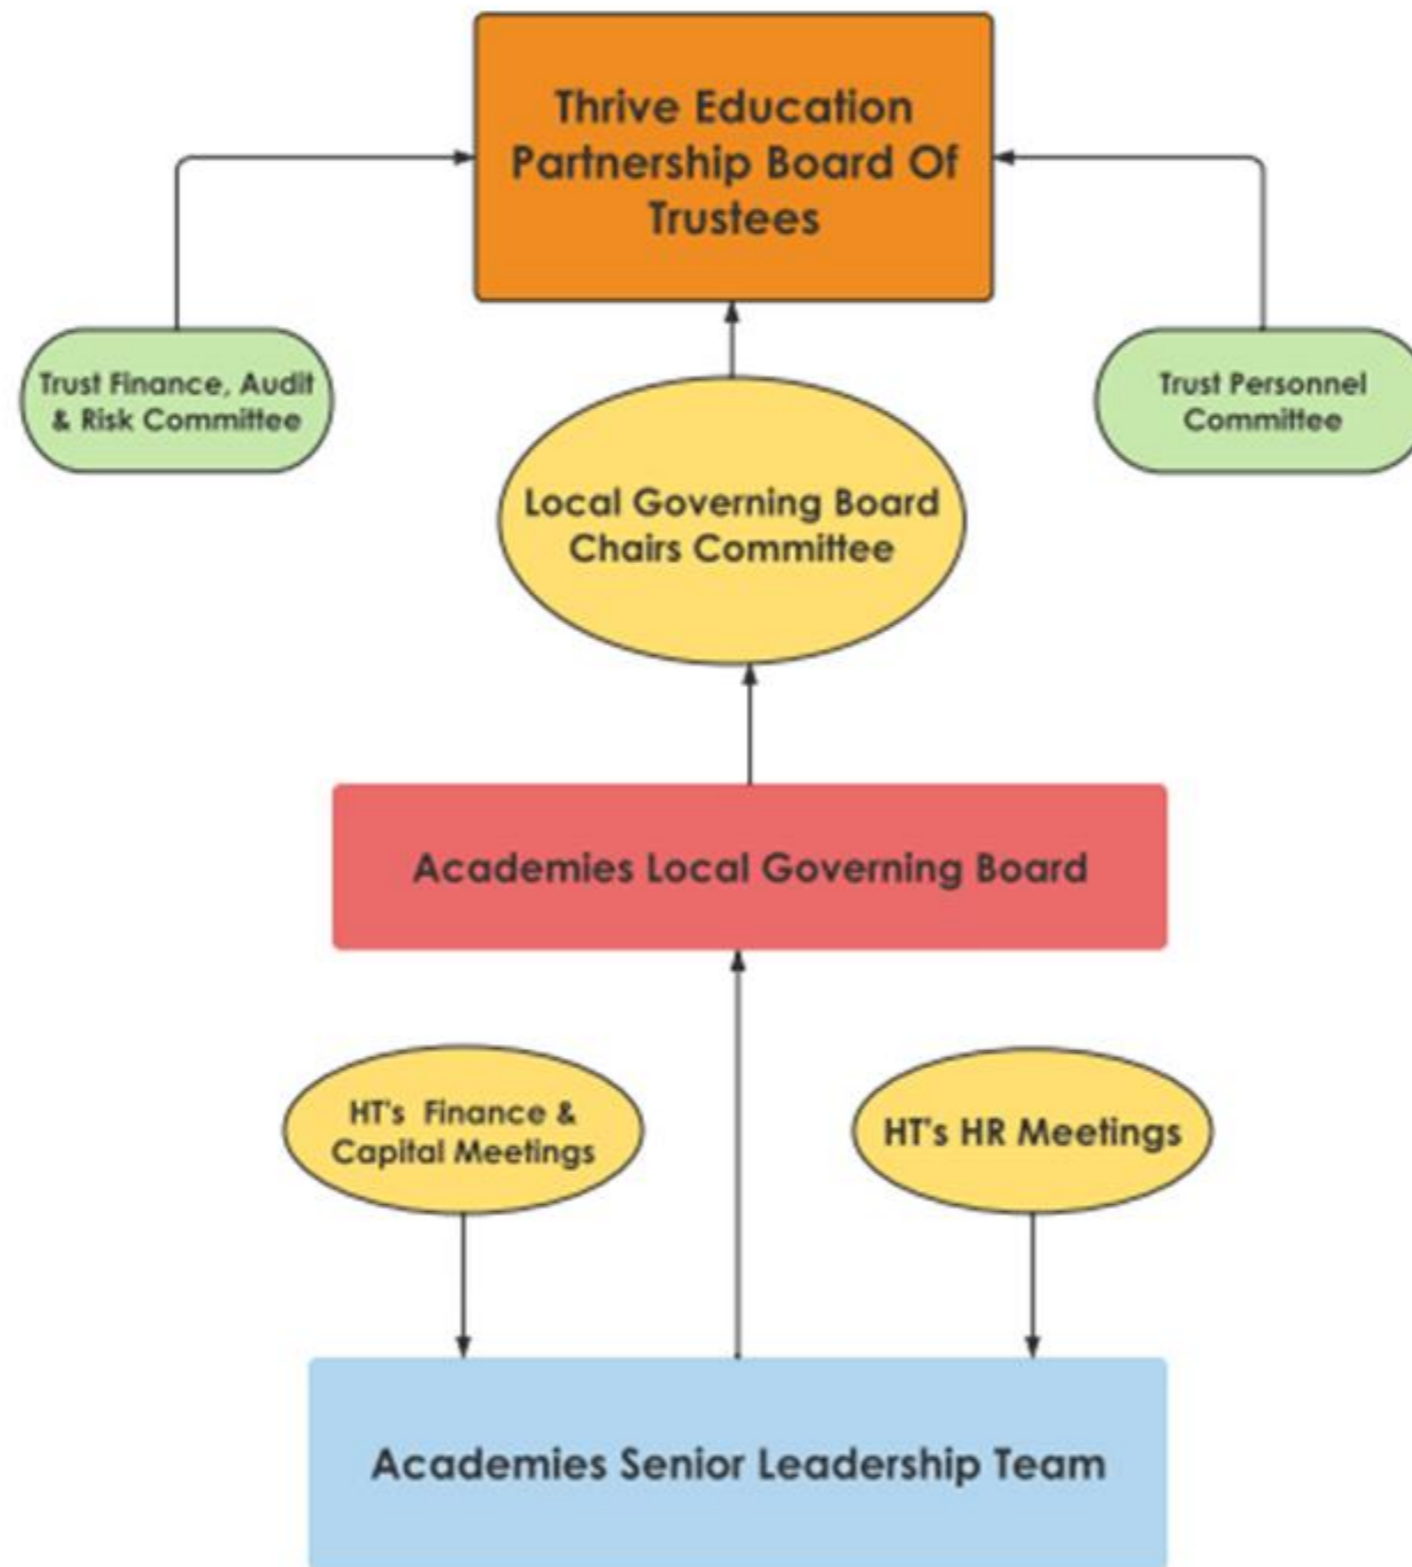 Thrive Education
Partnership Board Of
Trustees
Trust Finance, Audit
& Risk Committee
Trust Personnel
Committee
Local Governing Board
Chairs Committee
Academies Local Governing Board
HT's Finance &
Capital Meetings
HT's HR Meetings
Academies Senior Leadership Team